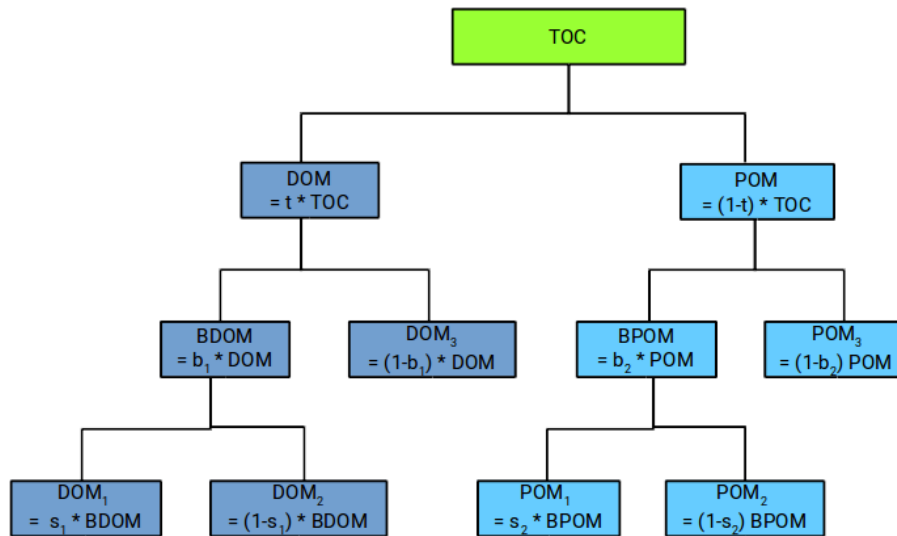 TOC
DOM
= t * TOC
POM
= (1-t) * TOC
BDOM
= b₁ * DOM
DOM₃
= (1-b₁) * DOM
BPOM
= b₂ * POM
POM₃
= (1-b₂) POM
DOM₁
= s₁ * BDOM
DOM₂
= (1-s₁) * BDOM
POM₁
= s₂ * BPOM
POM₂
= (1-s₂) BPOM